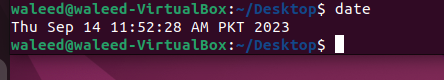 waleed@waleed-VirtualBox:~/Desktop$ date
Thu Sep 14 11:52:28 AM PKT 2023
waleed@waleed-VirtualBox:~/Desktop$